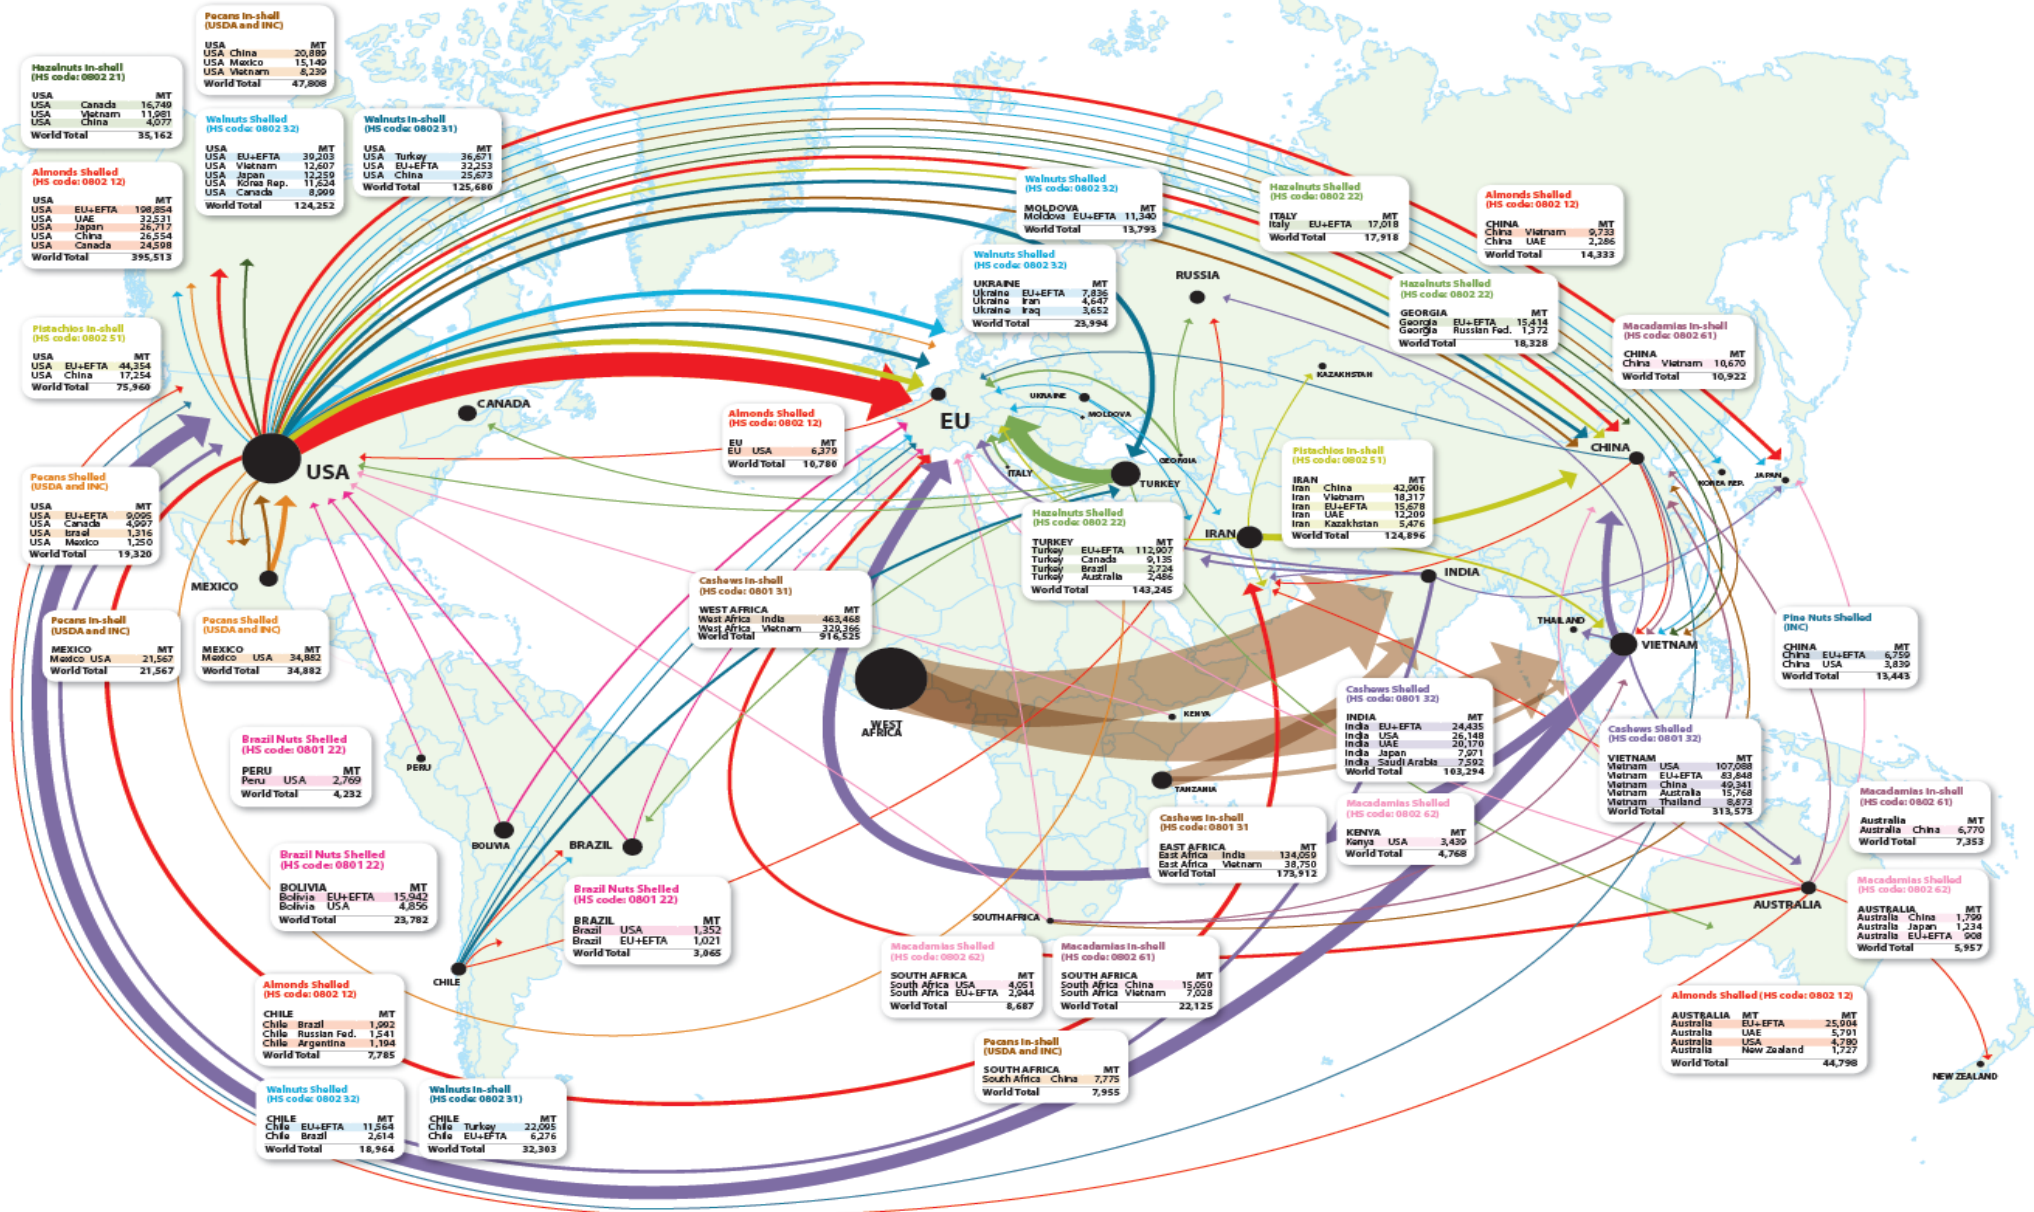 Pecans In-shell
(USDA and INC)
USA MT
USA China 20,889
USA Mexico 15,149
USA Vietnam 8,239
World Total 47,808
Hazelnuts In-shell
(HS code: 0802 21)
USA MT
USA Canada 16,749
USA Vietnam 11,981
USA China 4,077
World Total 35,162
Walnuts Shelled
(HS code: 0802 32)
USA MT
USA EU+EFTA 39,203
USA Vietnam 12,607
USA Japan 12,259
USA Korea Rep. 11,624
USA Canada 8,999
World Total 124,252
Walnuts In-shell
(HS code: 0802 31)
USA MT
USA Turkey 36,671
USA EU+EFTA 32,253
USA China 25,673
World Total 125,680
Almonds Shelled
(HS code: 0802 12)
USA MT
USA EU+EFTA 198,854
USA UAE 32,531
USA Japan 26,717
USA China 26,554
USA Canada 24,598
World Total 395,513
Walnuts Shelled
(HS code: 0802 32)
MOLDOVA MT
Moldova EU+EFTA 11,340
World Total 13,793
Hazelnuts Shelled
(HS code: 0802 22)
ITALY MT
Italy EU+EFTA 17,018
World Total 17,918
Almonds Shelled
(HS code: 0802 12)
CHINA MT
China Vietnam 9,733
China UAE 2,286
World Total 14,333
Walnuts Shelled
(HS code: 0802 32)
UKRAINE MT
Ukraine EU+EFTA 7,836
Ukraine Iran 4,647
Ukraine Iraq 3,652
World Total 23,994
RUSSIA
Hazelnuts Shelled
(HS code: 0802 22)
GEORGIA MT
Georgia EU+EFTA 15,414
Georgia Russian Fed. 1,372
World Total 18,328
Pistachios In-shell
(HS code: 0802 51)
USA MT
USA EU+EFTA 44,354
USA China 17,254
World Total 75,960
Macadamias In-shell
(HS code: 0802 61)
CHINA MT
China Vietnam 10,670
World Total 10,922
KAZAKHSTAN
CANADA
UKRAINE
MOLDOVA
EU
Almonds Shelled
(HS code: 0802 12)
EU MT
EU USA 6,379
World Total 10,780
USA
ITALY
GEORGIA
TURKEY
CHINA
KOREA REP.
JAPAN
Pistachios In-shell
(HS code: 0802 51)
IRAN MT
Iran China 42,906
Iran Vietnam 18,317
Iran EU+EFTA 15,678
Iran UAE 12,209
Iran Kazakhstan 5,476
World Total 124,896
Pecans Shelled
(USDA and INC)
USA MT
USA EU+EFTA 9,095
USA Canada 4,997
USA Israel 1,316
USA Mexico 1,250
World Total 19,320
Hazelnuts Shelled
(HS code: 0802 22)
TURKEY MT
Turkey EU+EFTA 112,907
Turkey Canada 9,135
Turkey Brazil 2,724
Turkey Australia 2,486
World Total 143,245
IRAN
INDIA
MEXICO
Cashews In-shell
(HS code: 0801 31)
WEST AFRICA MT
West Africa India 463,468
West Africa Vietnam 329,366
World Total 916,525
Pecans In-shell
(USDA and INC)
MEXICO MT
Mexico USA 21,567
World Total 21,567
Pecans Shelled
(USDA and INC)
MEXICO MT
Mexico USA 34,882
World Total 34,882
THAILAND
VIETNAM
Pine Nuts Shelled
(INC)
CHINA MT
China EU+EFTA 6,759
China USA 3,839
World Total 13,443
WEST
AFRICA
KENYA
Cashews Shelled
(HS code: 0801 32)
INDIA MT
India EU+EFTA 24,435
India USA 26,148
India UAE 20,170
India Japan 7,971
India Saudi Arabia 7,592
World Total 103,294
Cashews Shelled
(HS code: 0801 32)
VIETNAM MT
Vietnam USA 107,088
Vietnam EU+EFTA 83,848
Vietnam China 49,341
Vietnam Australia 15,768
Vietnam Thailand 8,873
World Total 313,573
Brazil Nuts Shelled
(HS code: 0801 22)
PERU MT
Peru USA 2,769
World Total 4,232
PERU
TANZANIA
Macadamias Shelled
(HS code: 0802 62)
KENYA MT
Kenya USA 3,439
World Total 4,768
Macadamias In-shell
(HS code: 0802 61)
Australia MT
Australia China 6,770
World Total 7,353
Cashews In-shell
(HS code: 0801 31
EAST AFRICA MT
East Africa India 134,059
East Africa Vietnam 38,750
World Total 173,912
BOLIVIA
BRAZIL
Brazil Nuts Shelled
(HS code: 0801 22)
BOLIVIA MT
Bolivia EU+EFTA 15,942
Bolivia USA 4,856
World Total 23,782
Brazil Nuts Shelled
(HS code: 0801 22)
BRAZIL MT
Brazil USA 1,352
Brazil EU+EFTA 1,021
World Total 3,065
SOUTH AFRICA
AUSTRALIA
Macadamias Shelled
(HS code: 0802 62)
AUSTRALIA MT
Australia China 1,799
Australia Japan 1,234
Australia EU+EFTA 908
World Total 5,957
Macadamias Shelled
(HS code: 0802 62)
SOUTH AFRICA MT
South Africa USA 4,051
South Africa EU+EFTA 2,944
World Total 8,687
Macadamias In-shell
(HS code: 0802 61)
SOUTH AFRICA MT
South Africa China 15,050
South Africa Vietnam 7,028
World Total 22,125
CHILE
Almonds Shelled
(HS code: 0802 12)
CHILE MT
Chile Brazil 1,992
Chile Russian Fed. 1,541
Chile Argentina 1,194
World Total 7,785
Almonds Shelled (HS code: 0802 12)
AUSTRALIA MT
Australia EU+EFTA 25,904
Australia UAE 5,791
Australia USA 4,780
Australia New Zealand 1,727
World Total 44,798
Pecans In-shell
(USDA and INC)
SOUTH AFRICA MT
South Africa China 7,775
World Total 7,955
NEW ZEALAND
Walnuts Shelled
(HS code: 0802 32)
CHILE MT
Chile EU+EFTA 11,564
Chile Brazil 2,614
World Total 18,964
Walnuts In-shell
(HS code: 0802 31)
CHILE MT
Chile Turkey 22,095
Chile EU+EFTA 6,276
World Total 32,303